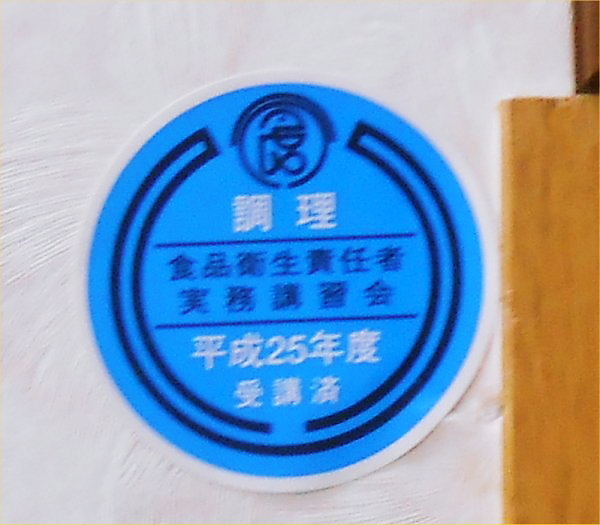 調理
食品衛生責任者
実務講習会
平成25年度
受講済